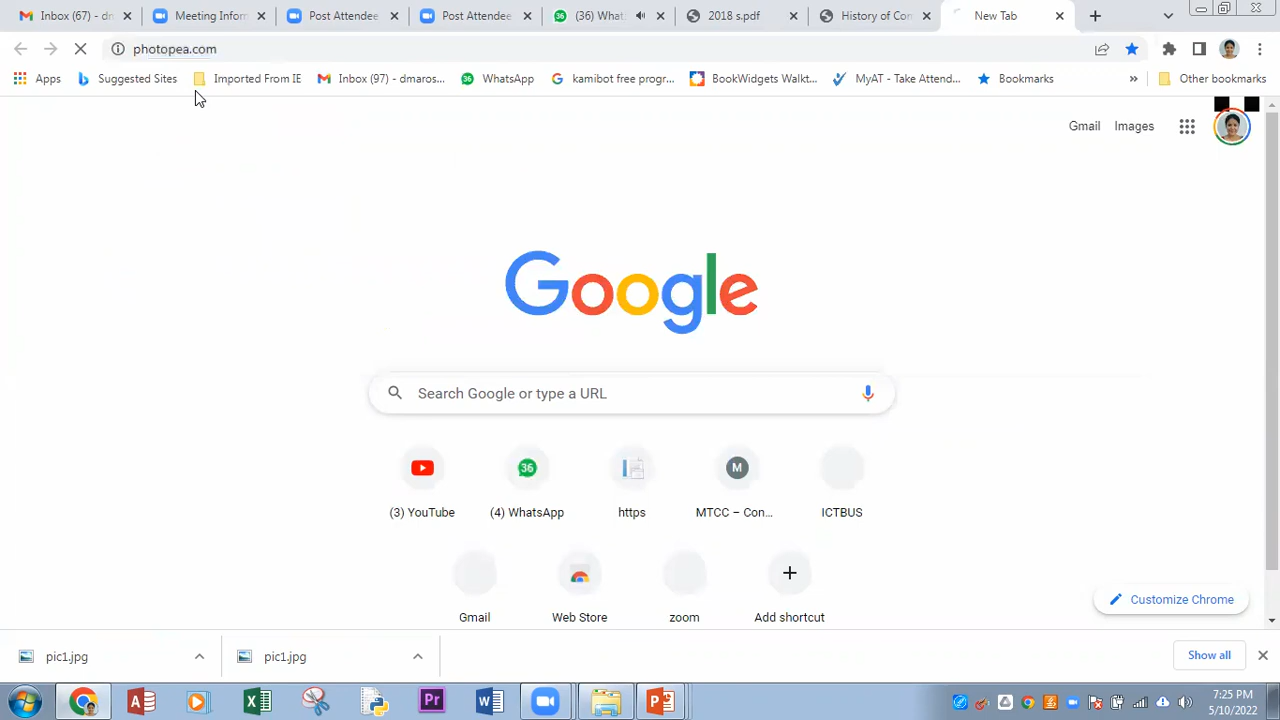 Inbox (67) - dm
Meeting Inform
Post Attendee
Post Attendee
(36) What.
2018 s.pdf
History of Con
New Tab
photopea.com
Apps
Suggested Sites
Imported From IE
Inbox (97) - dmaros...
WhatsApp
kamibot free progr...
BookWidgets Walkt...
MyAT - Take Attend...
Bookmarks
»
Other bookmarks
Gmail
Images
Google
Search Google or type a URL
36
M
(3) YouTube
(4) WhatsApp
https
MTCC – Con...
ICTBUS
Gmail
Web Store
zoom
Add shortcut
Customize Chrome
pic1.jpg
pic1.jpg
Show all
7:25 PM
5/10/2022